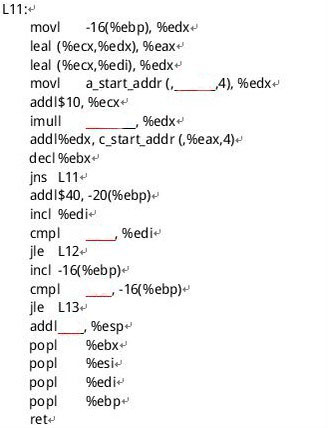 L11:↵
movl -16(%ebp), %edx↵
leal (%ecx,%edx), %eax↵
leal (%ecx,%edi), %edx↵
movl a_start_addr (,______,4), %edx↵
addl$10, %ecx↵
imull _______, %edx↵
addl%edx, c_start_addr (,%eax,4)↵
decl %ebx↵
jns L11↵
addl$40, -20(%ebp)↵
incl %edi↵
cmpl ____, %edi↵
jle L12↵
incl -16(%ebp)↵
cmpl ____, -16(%ebp)↵
jle L13↵
addl____, %esp↵
popl %ebx↵
popl %esi↵
popl %edi↵
popl %ebp↵
ret↵